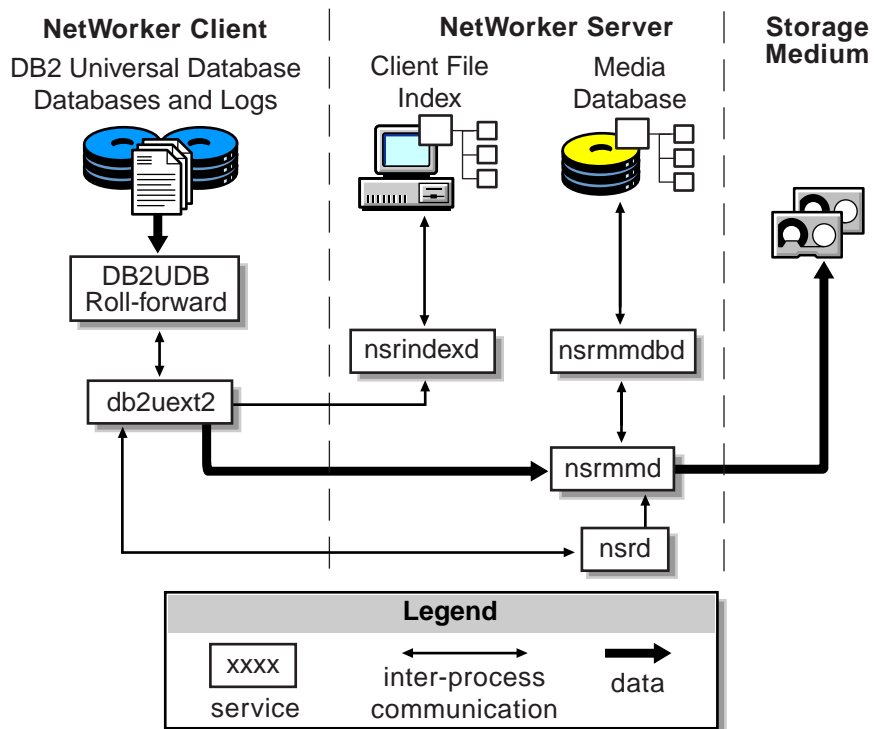 NetWorker Client
NetWorker Server
Storage
Medium
DB2 Universal Database
Databases and Logs
Client File
Index
Media
Database
DB2UDB
Roll-forward
nsrindexd
nsrmmdbd
db2uext2
nsrmmd
nsrd
Legend
xxxx
service
inter-process
communication
data